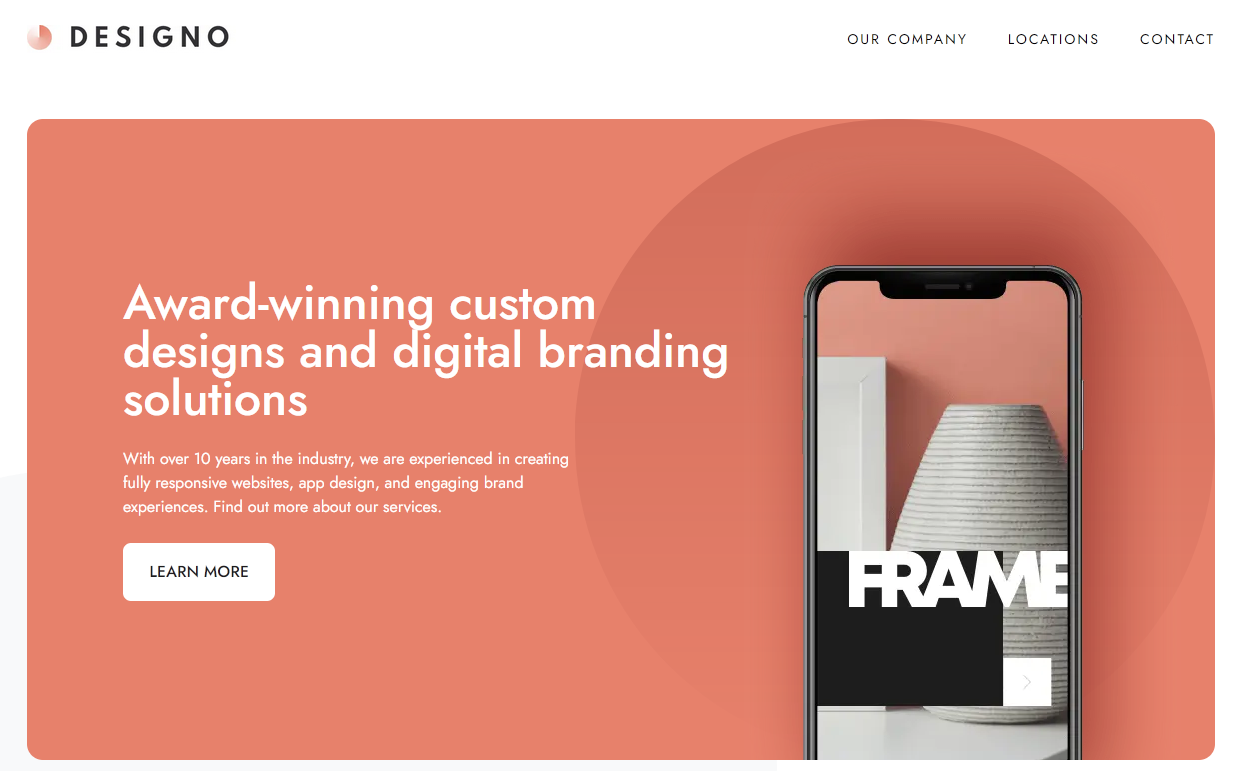 DESIGNO
OUR COMPANY LOCATIONS CONTACT
Award-winning custom
designs and digital branding
solutions
With over 10 years in the industry, we are experienced in creating
fully responsive websites, app design, and engaging brand
experiences. Find out more about our services.
LEARN MORE
FRAME